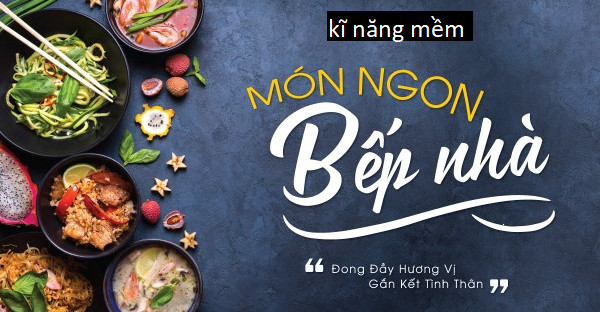 kĩ năng mềm
MÓN NGON
Bếp nhà
“ Đong Đầy Hương Vị
Gắn Kết Tình Thân ”